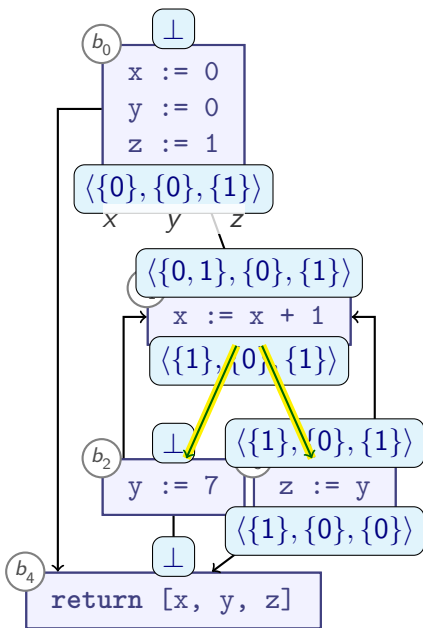 ⊥
b₀
x := 0
y := 0
z := 1
⟨{0}, {0}, {1}⟩
x y z
⟨{0, 1}, {0}, {1}⟩
x := x + 1
⟨{1}, {0}, {1}⟩
⊥
⟨{1}, {0}, {1}⟩
b₂
y := 7
z := y
⟨{1}, {0}, {0}⟩
⊥
b₄
return [x, y, z]